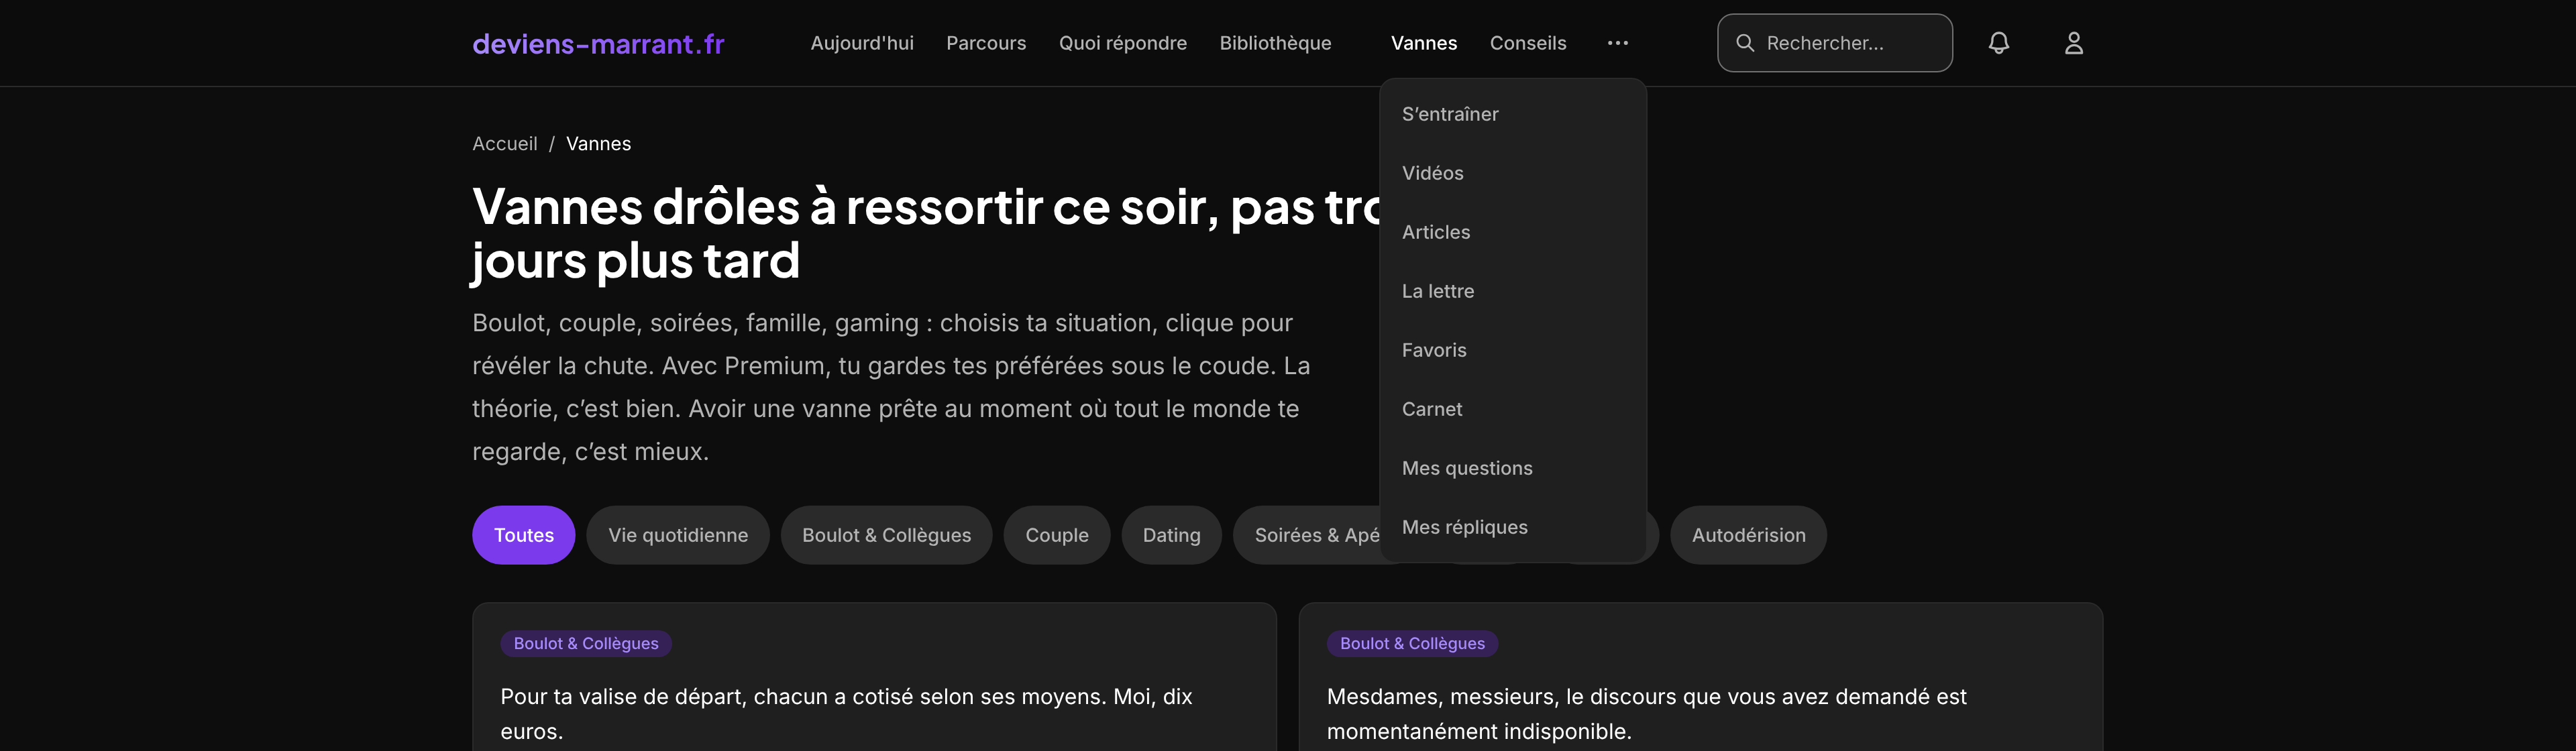 deviens-marrant.fr
Aujourd'hui
Parcours
Quoi répondre
Bibliothèque
Vannes
Conseils
Rechercher...
S’entraîner
Vidéos
Articles
La lettre
Favoris
Carnet
Mes questions
Mes répliques
Accueil / Vannes
Vannes drôles à ressortir ce soir, pas
jours plus tard
Boulot, couple, soirées, famille, gaming : choisis ta situation, clique pour
révéler la chute. Avec Premium, tu gardes tes préférées sous le coude. La
théorie, c’est bien. Avoir une vanne prête au moment où tout le monde te
regarde, c’est mieux.
Toutes
Vie quotidienne
Boulot & Collègues
Couple
Dating
Soirées & Apé
Autodérision
Boulot & Collègues
Pour ta valise de départ, chacun a cotisé selon ses moyens. Moi, dix
euros.
Boulot & Collègues
Mesdames, messieurs, le discours que vous avez demandé est
momentanément indisponible.